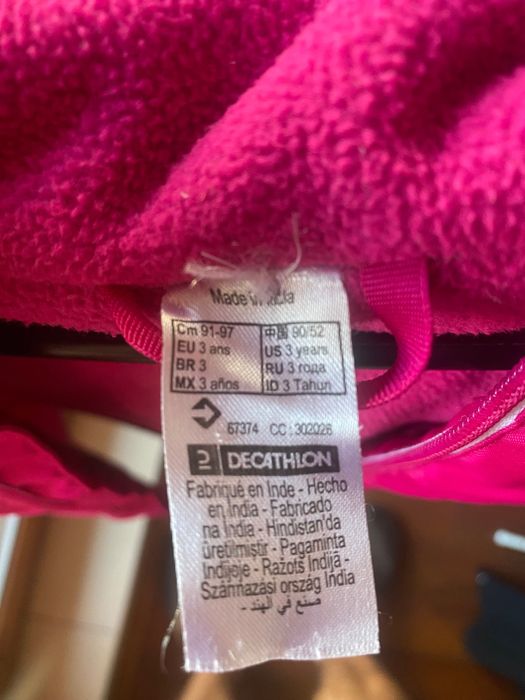 Made in India
Cm 91-97 中国 90/52
EU 3 ans US 3 years
BR 3 RU 3 года
MX 3 años ID 3 Tahun
67374 CC : 302026
DECATHLON
Fabriqué en Inde - Hecho
en India - Fabricado
na Índia - Hindistan'da
üretilmiştir - Pagaminta
Indijoje - Ražots Indijā -
Származási ország India
صنع في الهند -